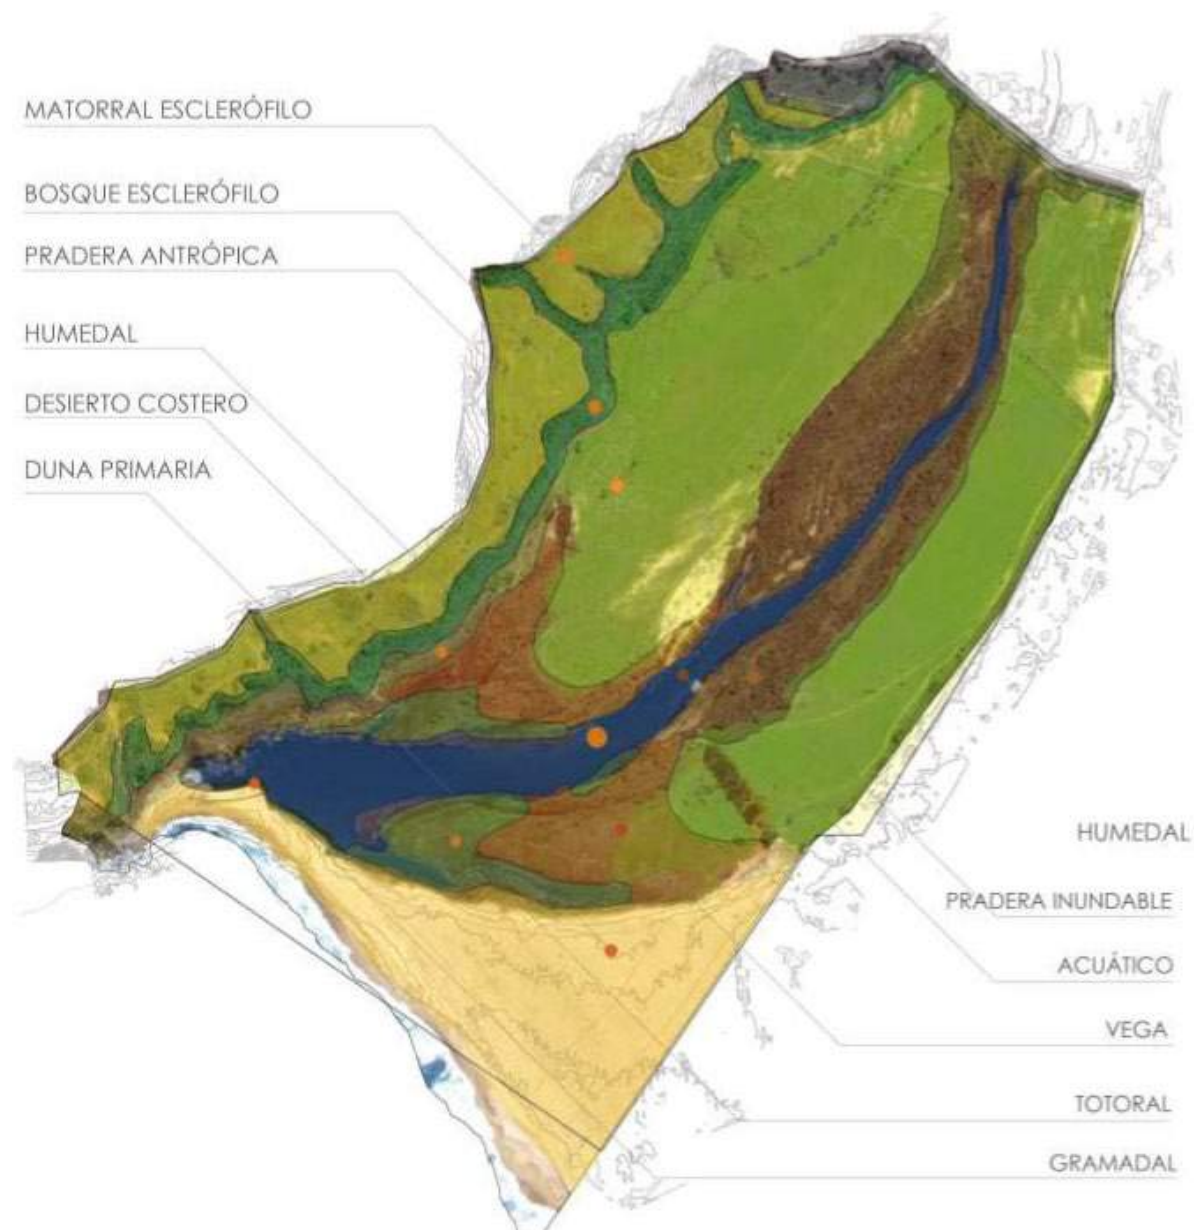 MATORRAL ESCLERÓFILO
BOSQUE ESCLERÓFILO
PRADERA ANTRÓPICA
HUMEDAL
DESIERTO COSTERO
DUNA PRIMARIA
HUMEDAL
PRADERA INUNDABLE
ACUÁTICO
VEGA
TOTORAL
GRAMADAL